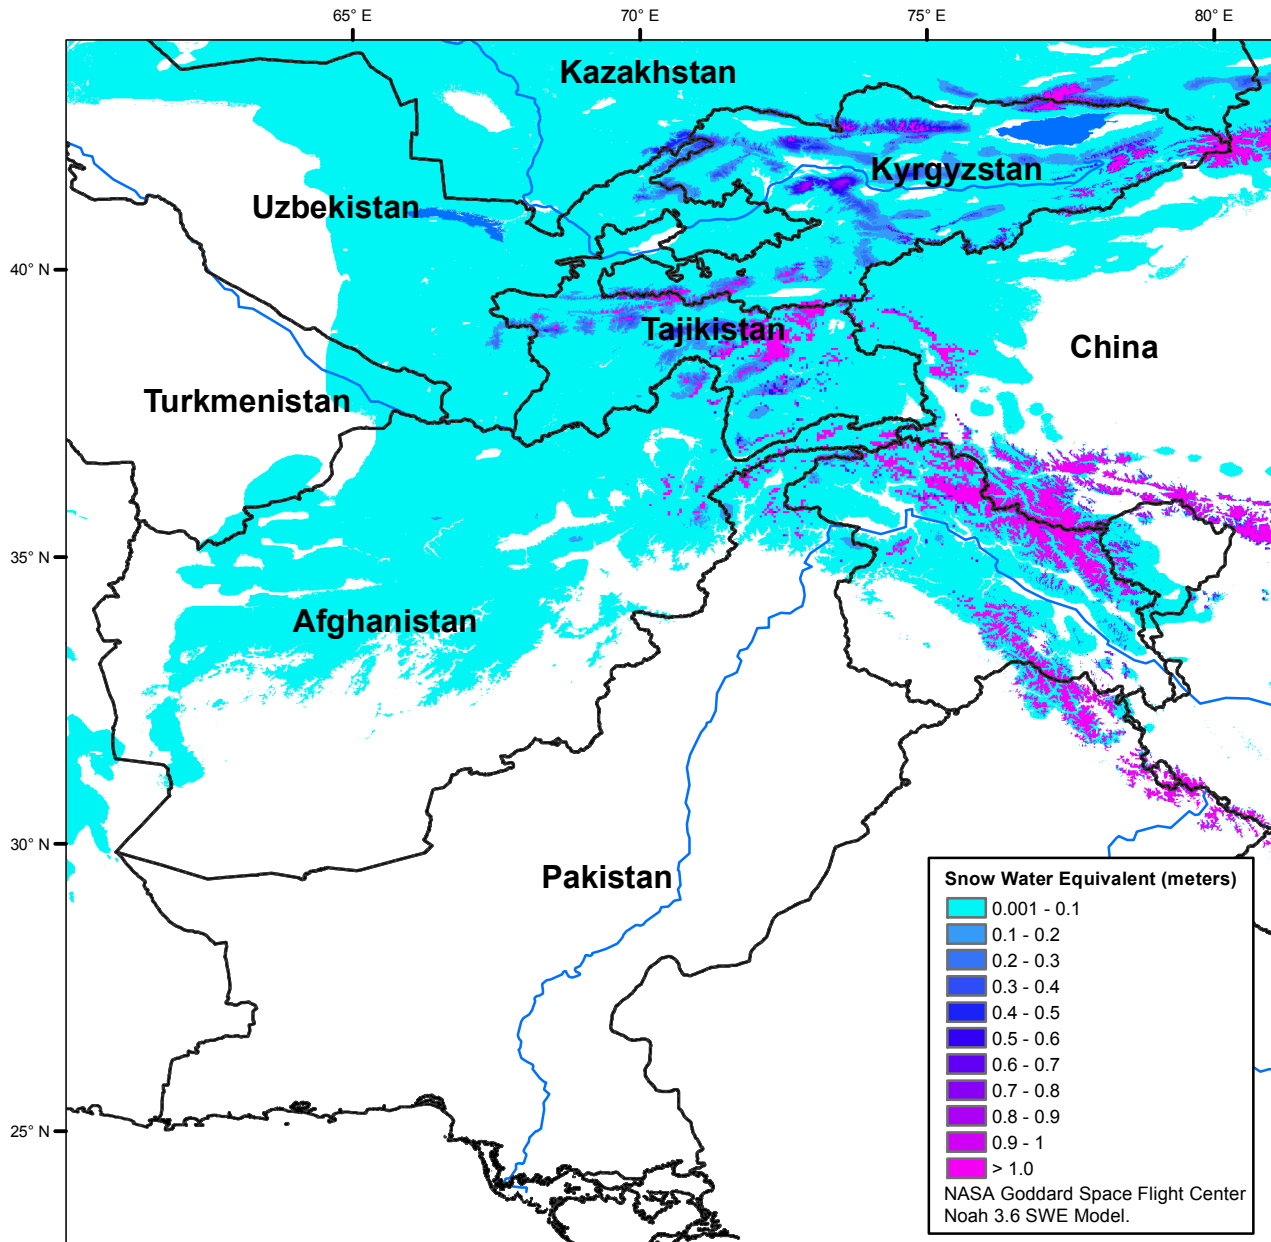 65° E
70° E
75° E
80° E
Kazakhstan
Kyrgyzstan
Uzbekistan
40° N
Tajikistan
China
Turkmenistan
35° N
Afghanistan
30° N
Pakistan
25° N
Snow Water Equivalent (meters)
0.001 - 0.1
0.1 - 0.2
0.2 - 0.3
0.3 - 0.4
0.4 - 0.5
0.5 - 0.6
0.6 - 0.7
0.7 - 0.8
0.8 - 0.9
0.9 - 1
> 1.0
NASA Goddard Space Flight Center
Noah 3.6 SWE Model.